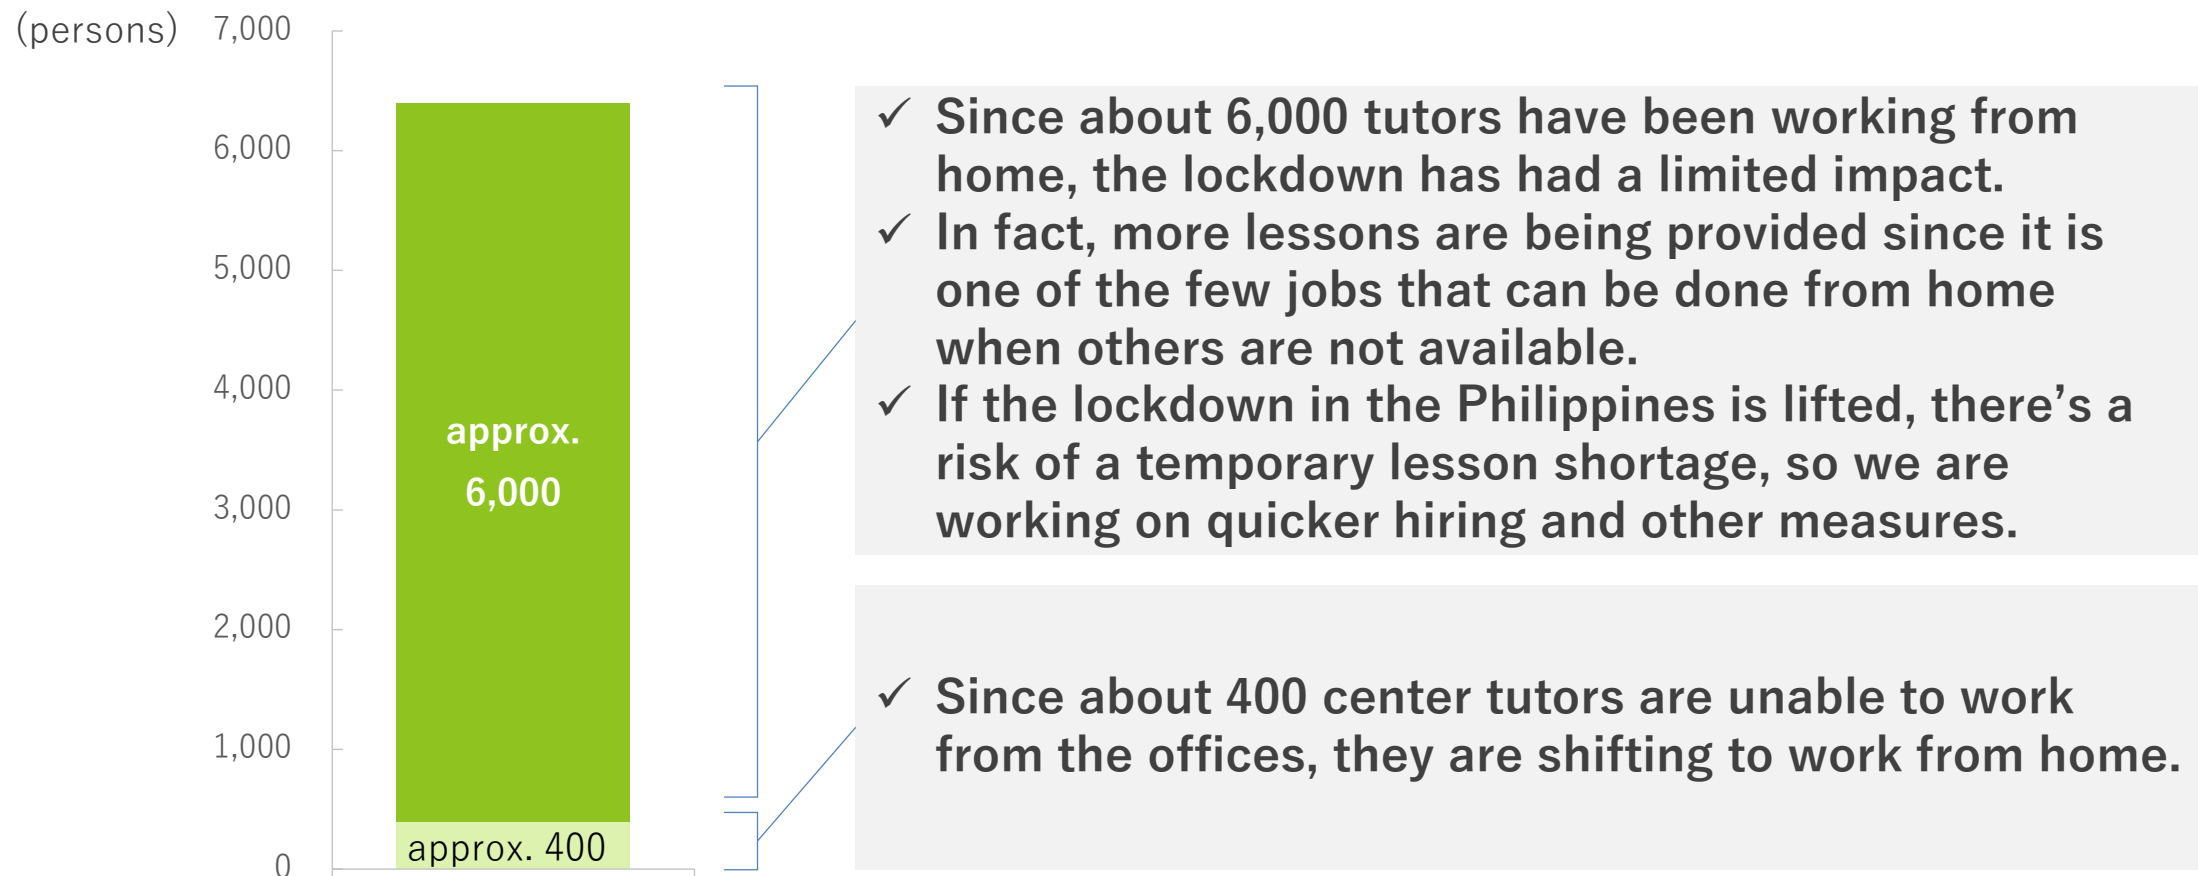 (persons)
7,000
6,000
5,000
4,000
3,000
2,000
1,000
0
approx.
6,000
approx. 400
✓ Since about 6,000 tutors have been working from
home, the lockdown has had a limited impact.
✓ In fact, more lessons are being provided since it is
one of the few jobs that can be done from home
when others are not available.
✓ If the lockdown in the Philippines is lifted, there’s a
risk of a temporary lesson shortage, so we are
working on quicker hiring and other measures.
✓ Since about 400 center tutors are unable to work
from the offices, they are shifting to work from home.